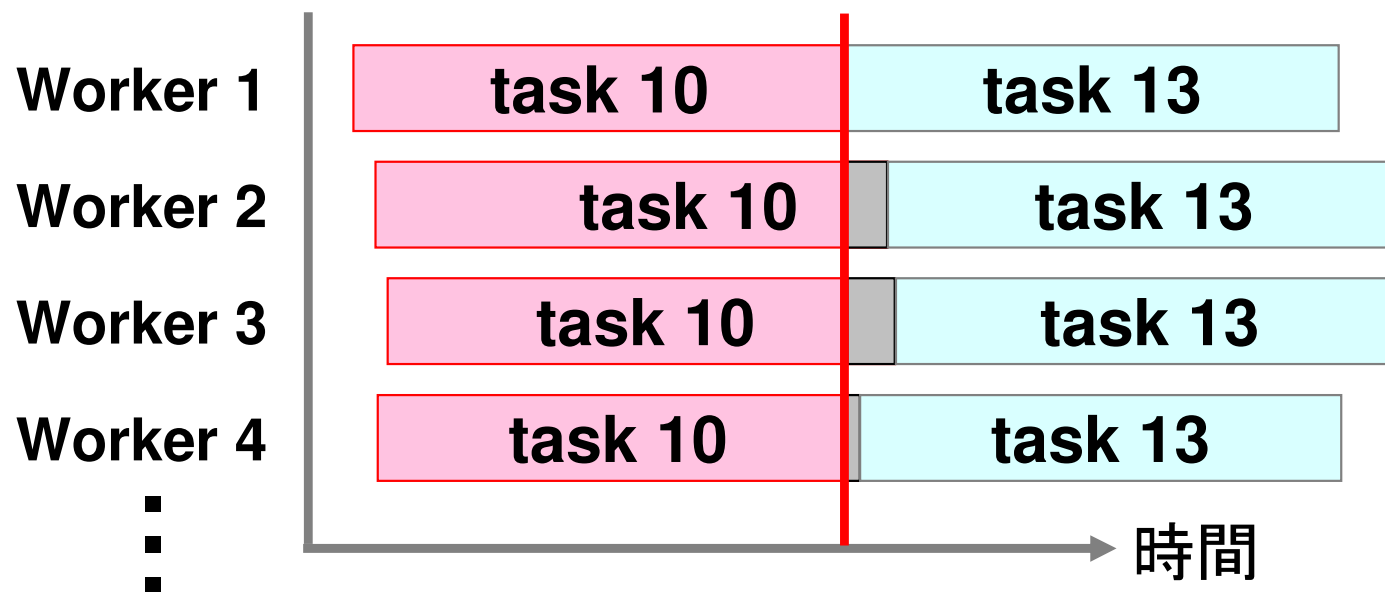 Worker 1 task 10 task 13
Worker 2 task 10 task 13
Worker 3 task 10 task 13
Worker 4 task 10 task 13
時間